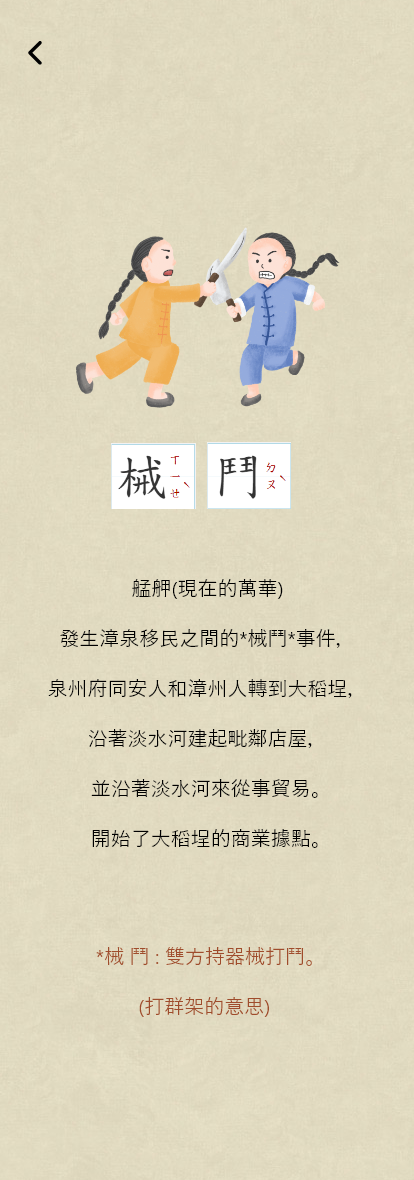 械 ㄒㄧㄝˋ 鬥 ㄉㄡˋ
艋舺(現在的萬華)
發生漳泉移民之間的*械鬥*事件,
泉州府同安人和漳州人轉到大稻埕,
沿著淡水河建起毗鄰店屋,
並沿著淡水河來從事貿易。
開始了大稻埕的商業據點。
*械 鬥 : 雙方持器械打鬥。
(打群架的意思)